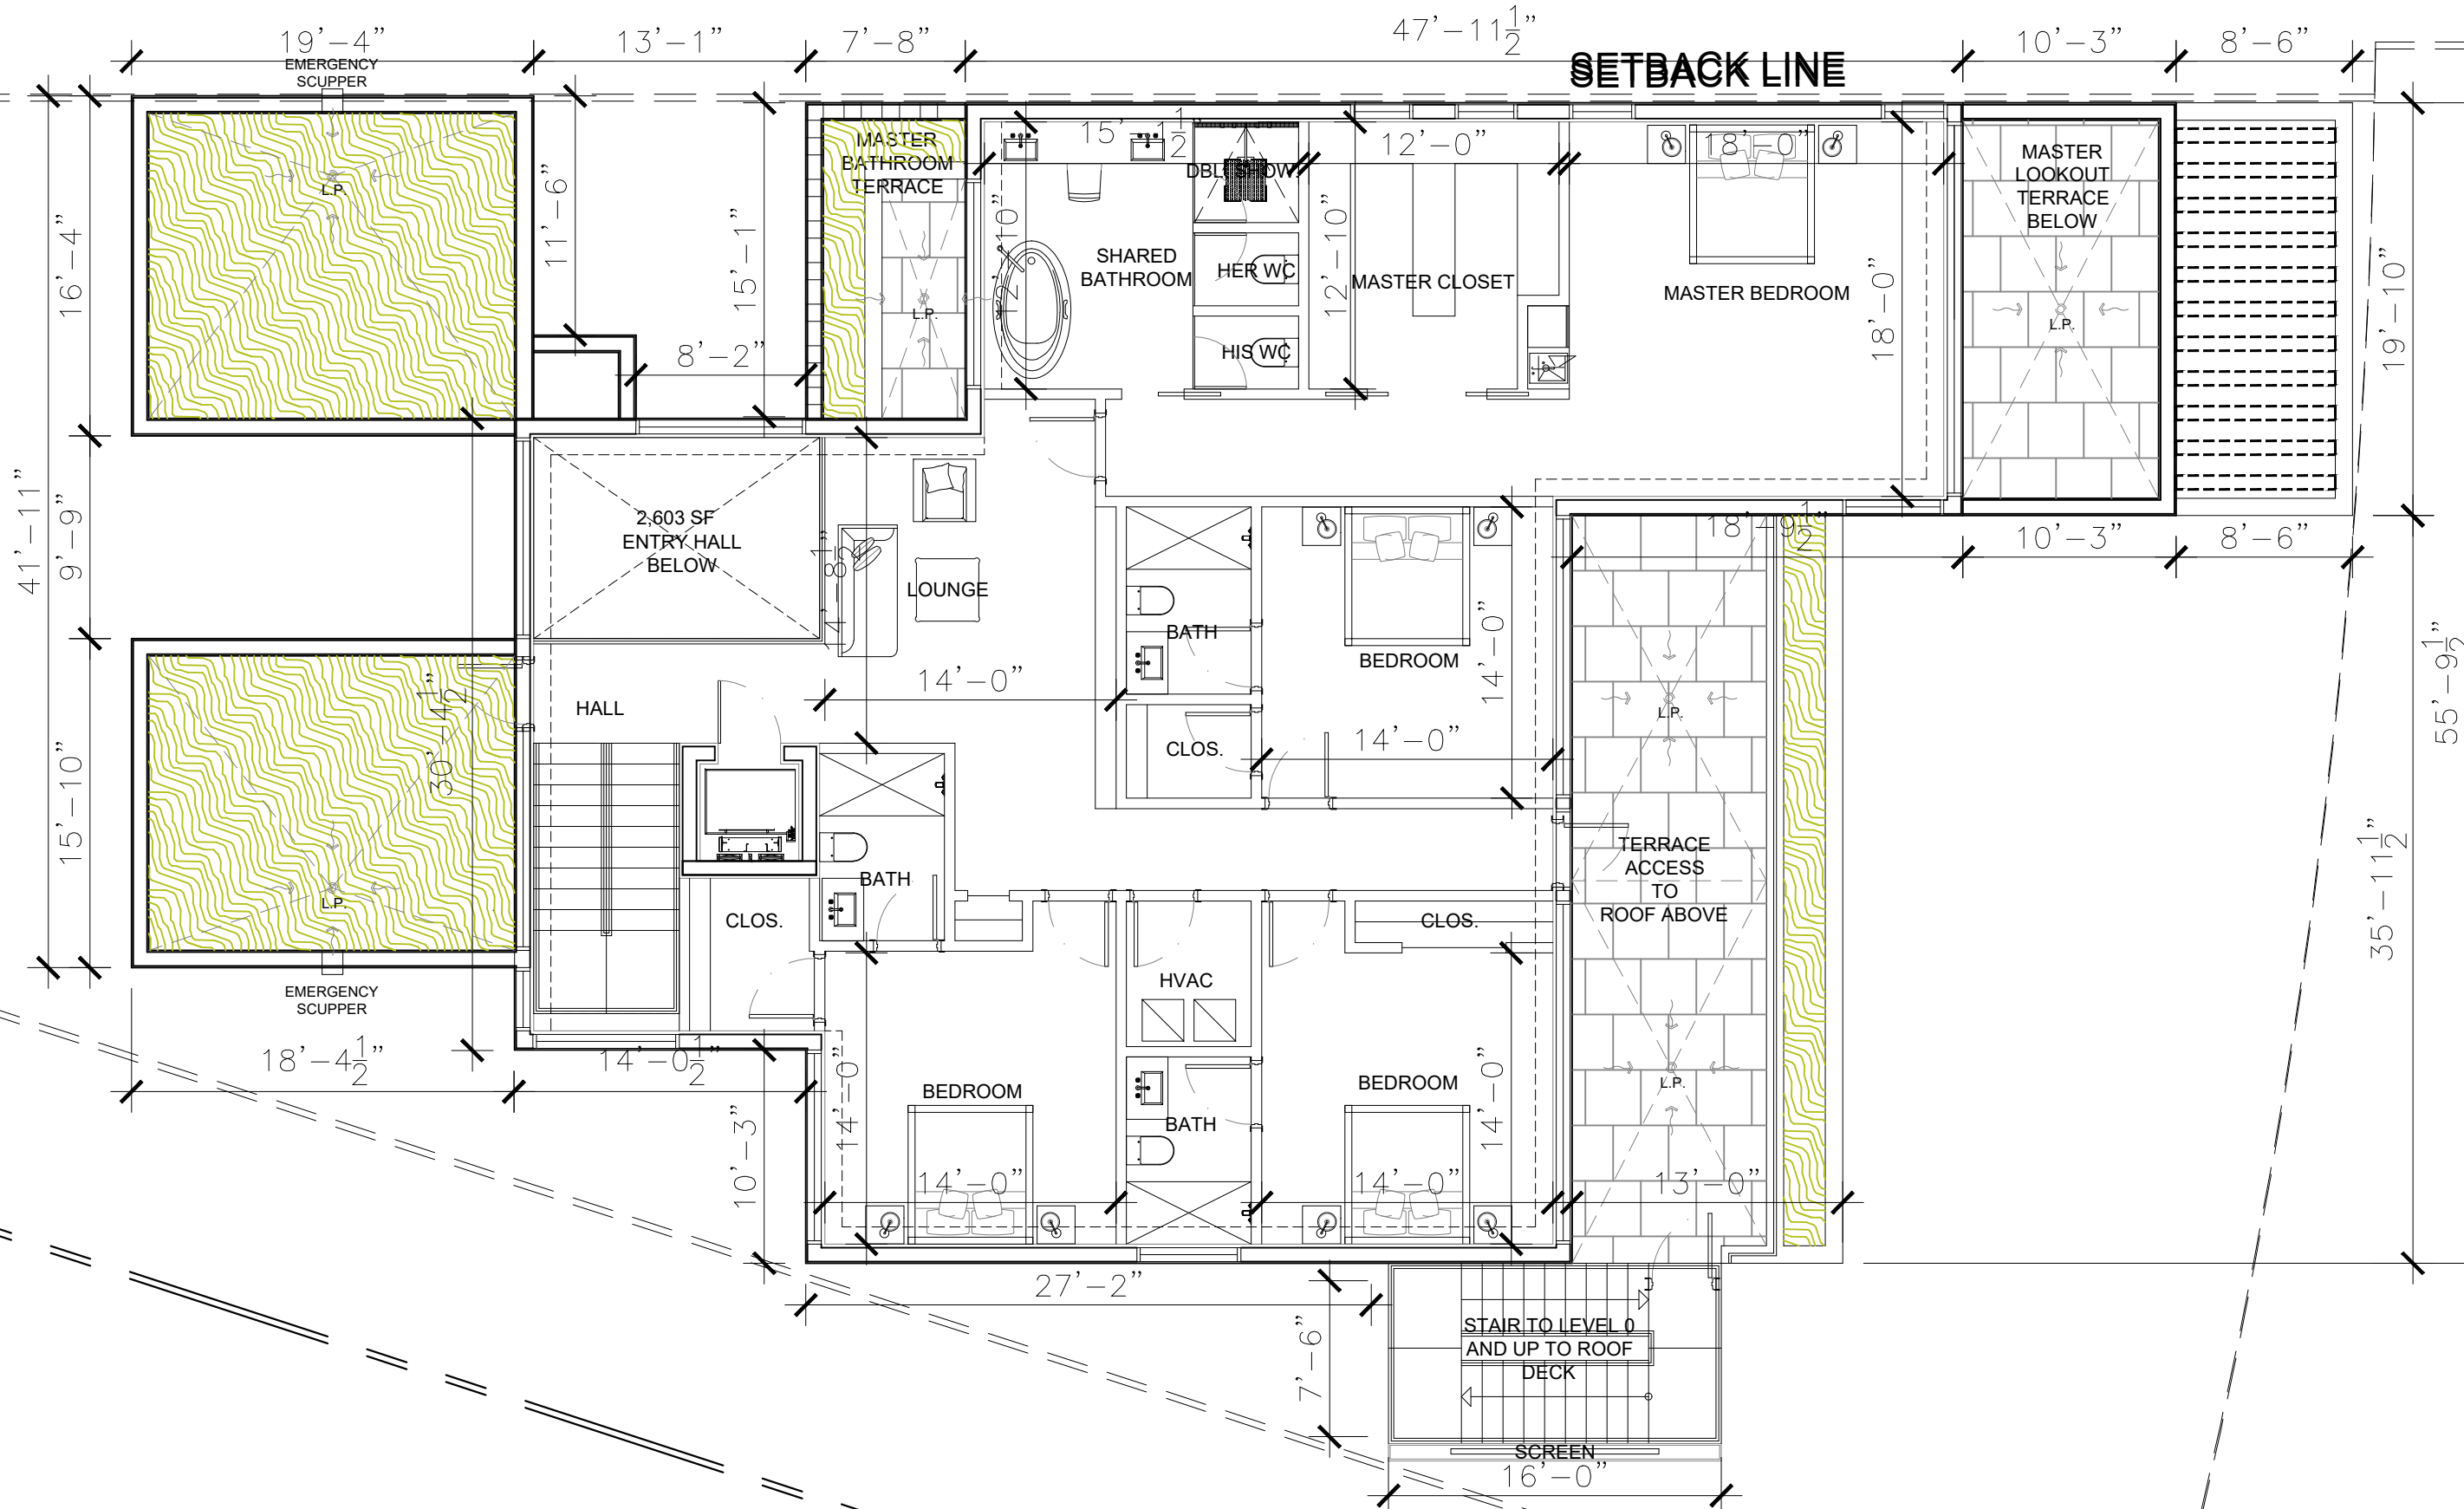 19'-4"
13'-1"
7'-8"
47'-11 1/2"
10'-3"
8'-6"
SETBACK LINE
EMERGENCY
SCUPPER
L.P.
16'-4"
11'-6"
15'-1"
8'-2"
MASTER
BATHROOM
TERRACE
L.P.
15'-1 1/2"
12'-10"
SHARED
BATHROOM
DBL. SHOW.
HER WC
HIS WC
12'-0"
12'-10"
MASTER CLOSET
18'-0"
MASTER BEDROOM
18'-0"
MASTER
LOOKOUT
TERRACE
BELOW
L.P.
19'-10"
41'-11"
9'-9"
2,603 SF
ENTRY HALL
BELOW
LOUNGE
14'-0"
BATH
CLOS.
BEDROOM
14'-0"
14'-0"
18'-9 1/2"
10'-3"
8'-6"
55'-9 1/2"
15'-10"
L.P.
30'-4 1/2"
HALL
CLOS.
BATH
L.P.
TERRACE
ACCESS
TO
ROOF ABOVE
35'-11 1/2"
EMERGENCY
SCUPPER
HVAC
CLOS.
18'-4 1/2"
14'-0 1/2"
10'-3"
14'-0"
BEDROOM
14'-0"
BATH
BEDROOM
14'-0"
14'-0"
L.P.
13'-0"
27'-2"
7'-6"
STAIR TO LEVEL 0
AND UP TO ROOF
DECK
SCREEN
16'-0"